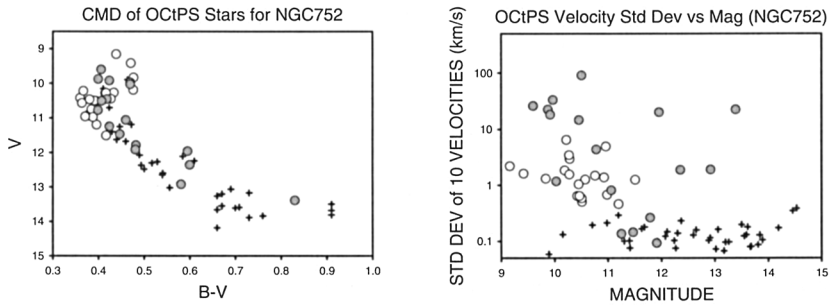 CMD of OCtPS Stars for NGC752
V
9
10
11
12
13
14
15
0.3 0.4 0.5 0.6 0.7 0.8 0.9 1.0
B-V
OCtPS Velocity Std Dev vs Mag (NGC752)
STD DEV of 10 VELOCITIES (km/s)
100
10
1
0.1
9 10 11 12 13 14 15
MAGNITUDE